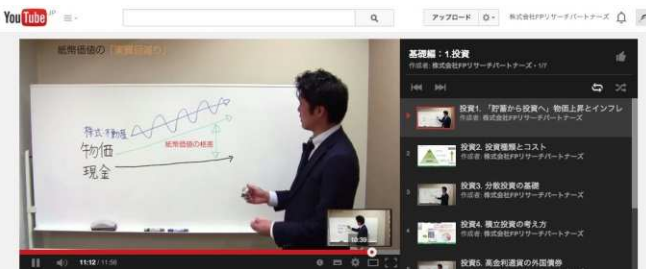 YouTube JP
アップロード
株式会社FPリサーチパートナーズ
紙幣価値の「実質目減り」
株式・不動産
物価
現金
紙幣価値の格差
10:38
11:12 / 11:58
基礎編:1.投資
作成者: 株式会社FPリサーチパートナーズ・1/7
投資1. 「貯蓄から投資へ」物価上昇とインフレ
作成者: 株式会社FPリサーチパートナーズ
2 投資2. 投資種類とコスト
作成者: 株式会社FPリサーチパートナーズ
3 投資3. 分散投資の基礎
作成者: 株式会社FPリサーチパートナーズ
4 投資4. 積立投資の考え方
作成者: 株式会社FPリサーチパートナーズ
投資5. 高金利通貨の外国債券